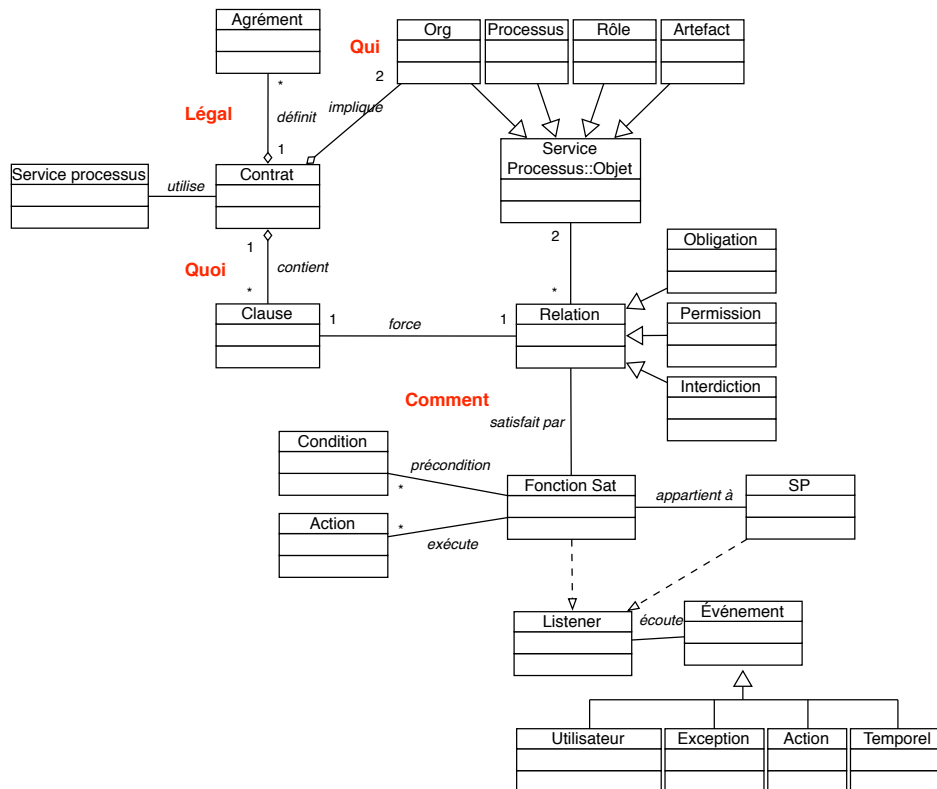 Agrément
Qui
Org
Processus
Rôle
Artefact
2
*
implique
Légal
définit
1
Service
Processus::Objet
Service processus
utilise
Contrat
1
2
Obligation
Quoi
contient
*
*
Clause
1
force
1
Relation
Permission
Interdiction
Comment
satisfait par
Condition
précondition
*
Fonction Sat
appartient à
SP
Action
*
exécute
Listener
écoute
Événement
Utilisateur
Exception
Action
Temporel